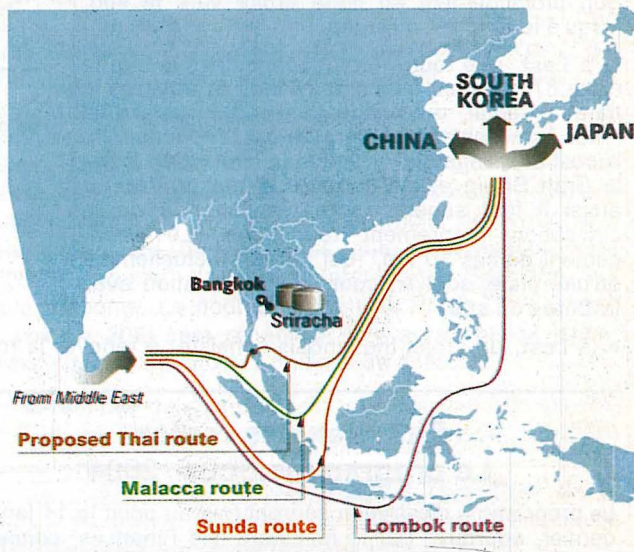 SOUTH
KOREA
CHINA
JAPAN
Bangkok
Sriracha
From Middle East
Proposed Thai route
Malacca route
Sunda route
Lombok route